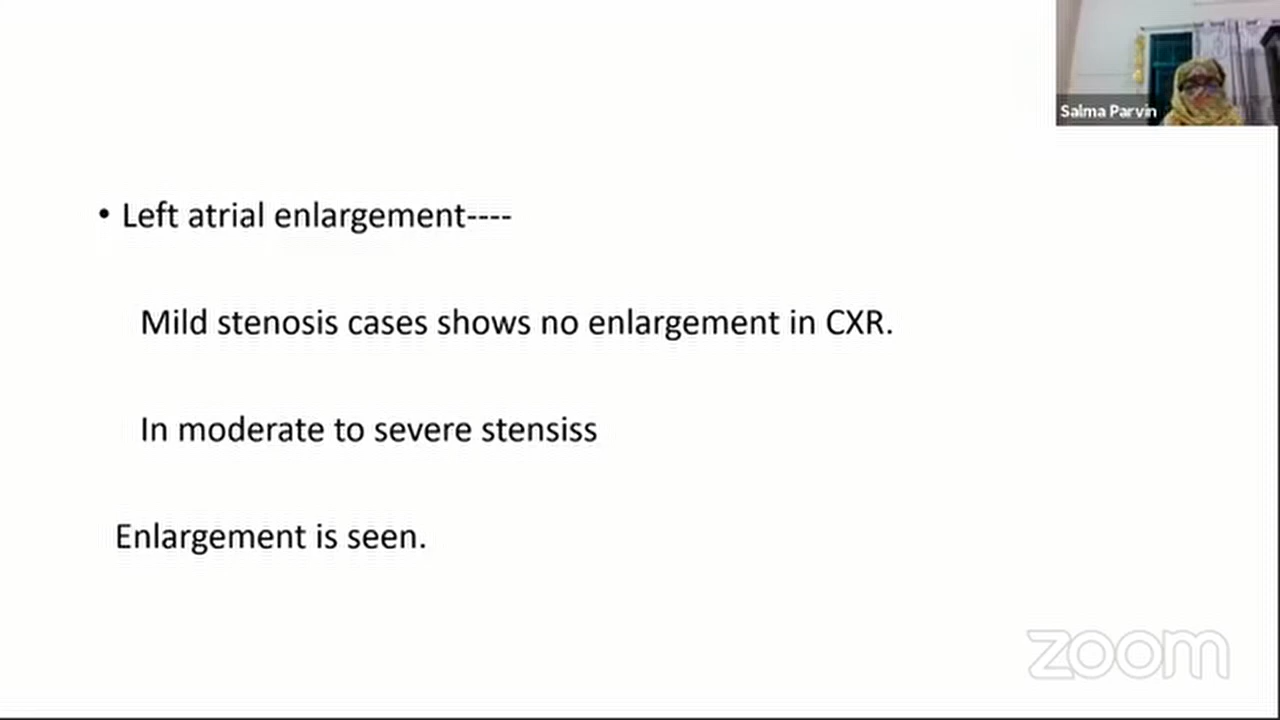 Salma Parvin
• Left atrial enlargement----
Mild stenosis cases shows no enlargement in CXR.
In moderate to severe stensiss
Enlargement is seen.
zoom